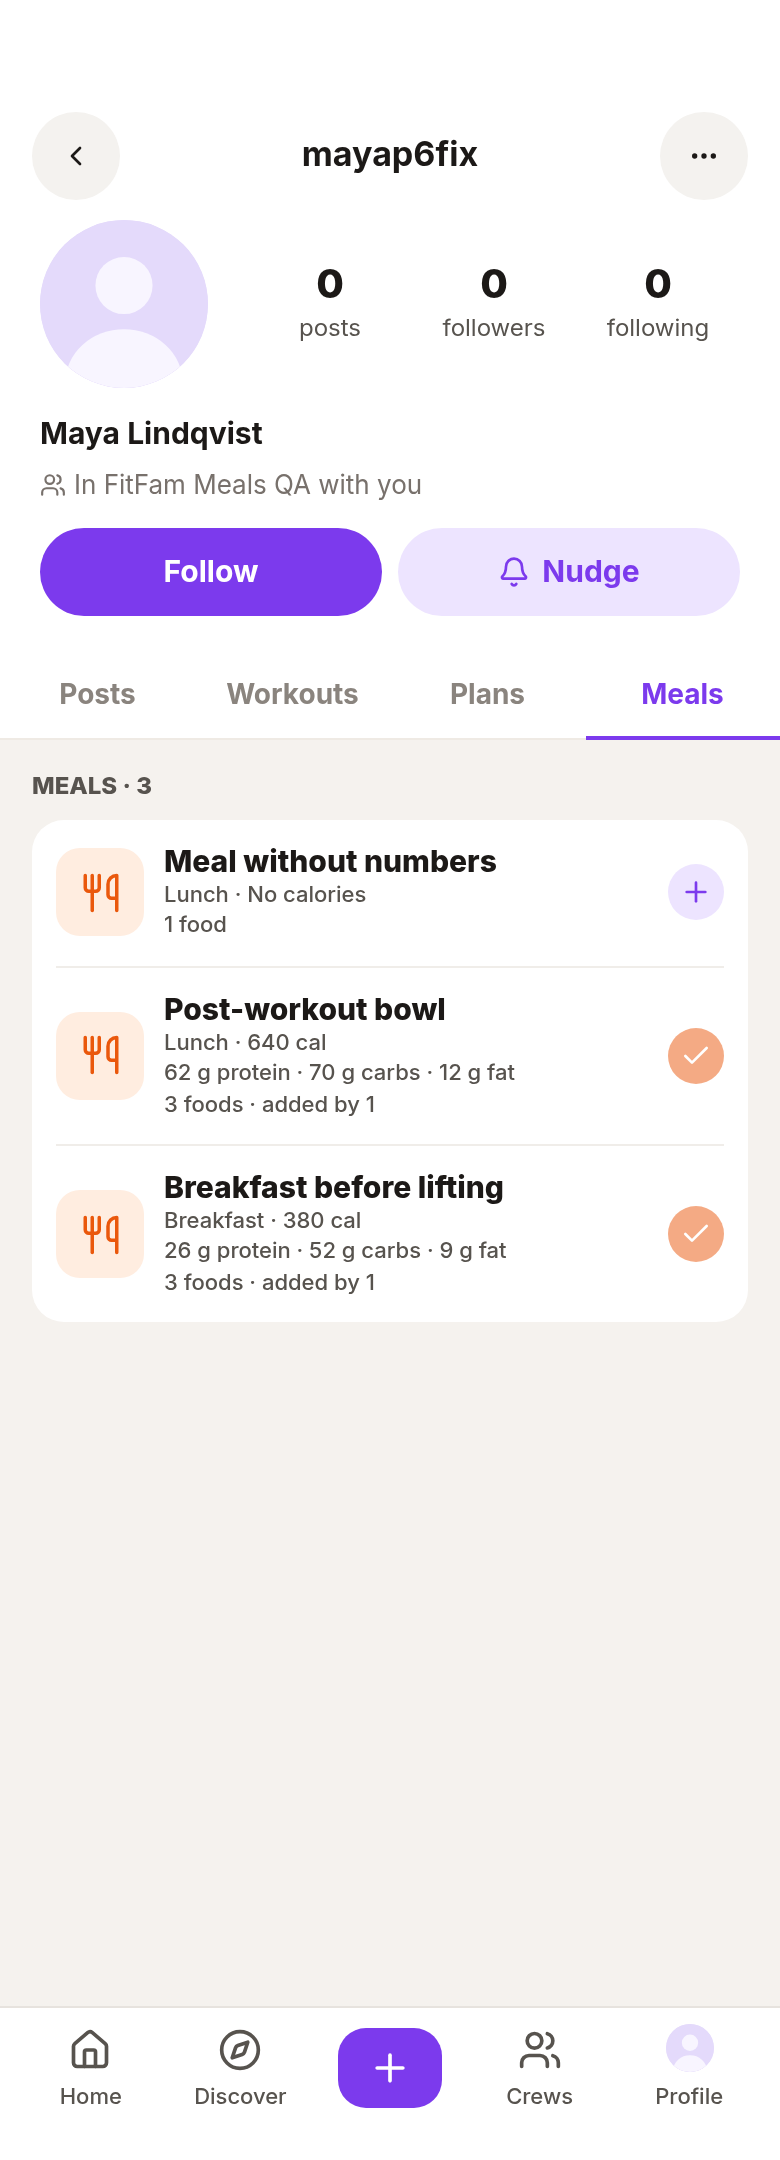 mayap6fix
0 0 0
posts followers following
Maya Lindqvist
In FitFam Meals QA with you
Follow Nudge
Posts Workouts Plans Meals
MEALS · 3
Meal without numbers
Lunch · No calories
1 food
Post-workout bowl
Lunch · 640 cal
62 g protein · 70 g carbs · 12 g fat
3 foods · added by 1
Breakfast before lifting
Breakfast · 380 cal
26 g protein · 52 g carbs · 9 g fat
3 foods · added by 1
Home Discover Crews Profile